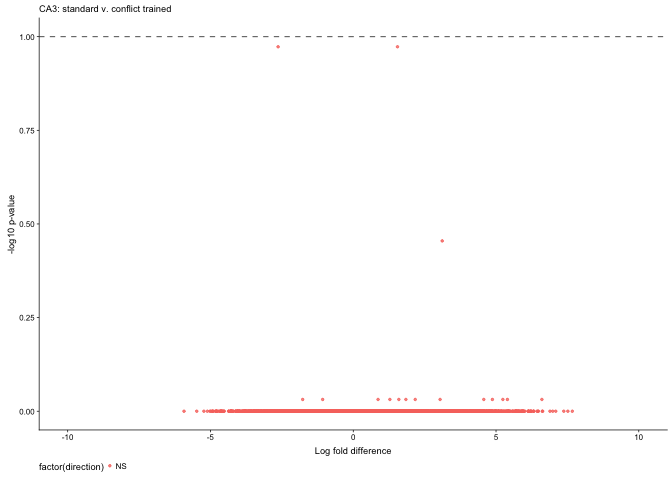 CA3: standard v. conflict trained
1.00
0.75
0.50
0.25
0.00
-log10 p-value
-10 -5 0 5 10
Log fold difference
factor(direction) NS